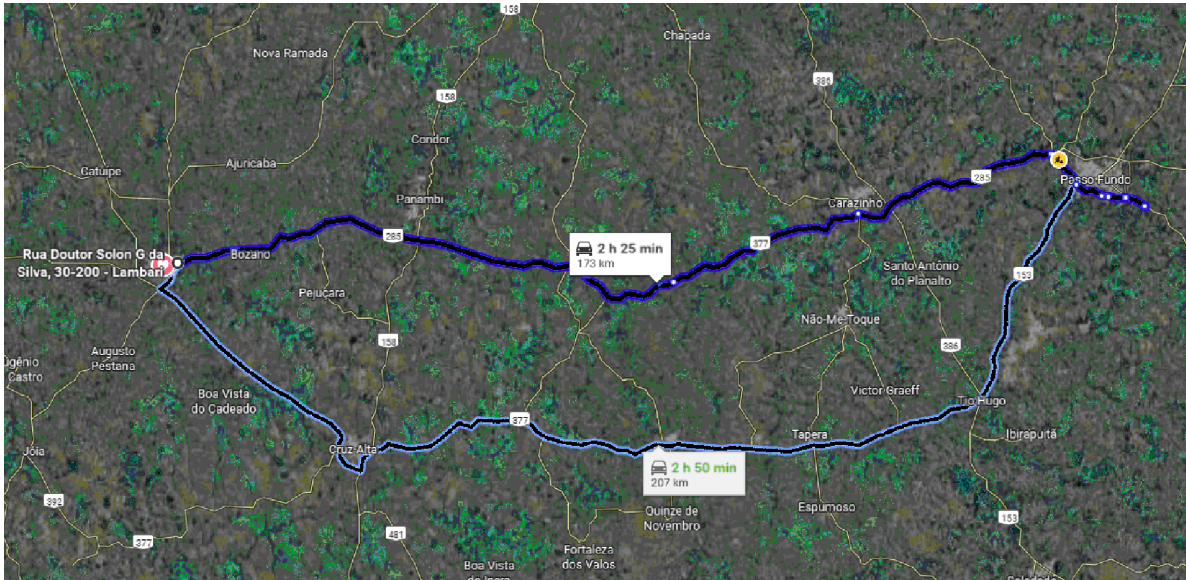 158
Nova Ramada
Chapada
386
158
Condor
Ajuricaba
Catuípe
Passo Fundo
285
Panambi
Carazinho
285
377
Rua Doutor Solon G da
Silva, 30-200 - Lambari
Bozano
2 h 25 min
173 km
Santo Antônio
do Planalto
153
Pejuçara
Não-Me-Toque
158
386
Augusto
Pestana
Castro
Boa Vista
do Cadeado
Victor Graeff
Tio Hugo
377
Ibirapuitã
Tapera
Cruz Alta
Jóia
2 h 50 min
207 km
392
Quinze de
Novembro
Espumoso
153
481
377
Fortaleza
dos Valos
Boa Vista